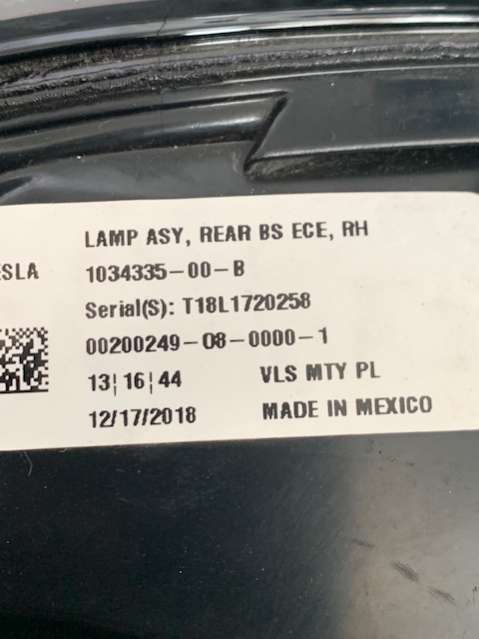 LAMP ASY, REAR BS ECE, RH
ESLA 1034335-00-B
Serial(S): T18L1720258
00200249-08-0000-1
13¦16¦44 VLS MTY PL
12/17/2018 MADE IN MEXICO